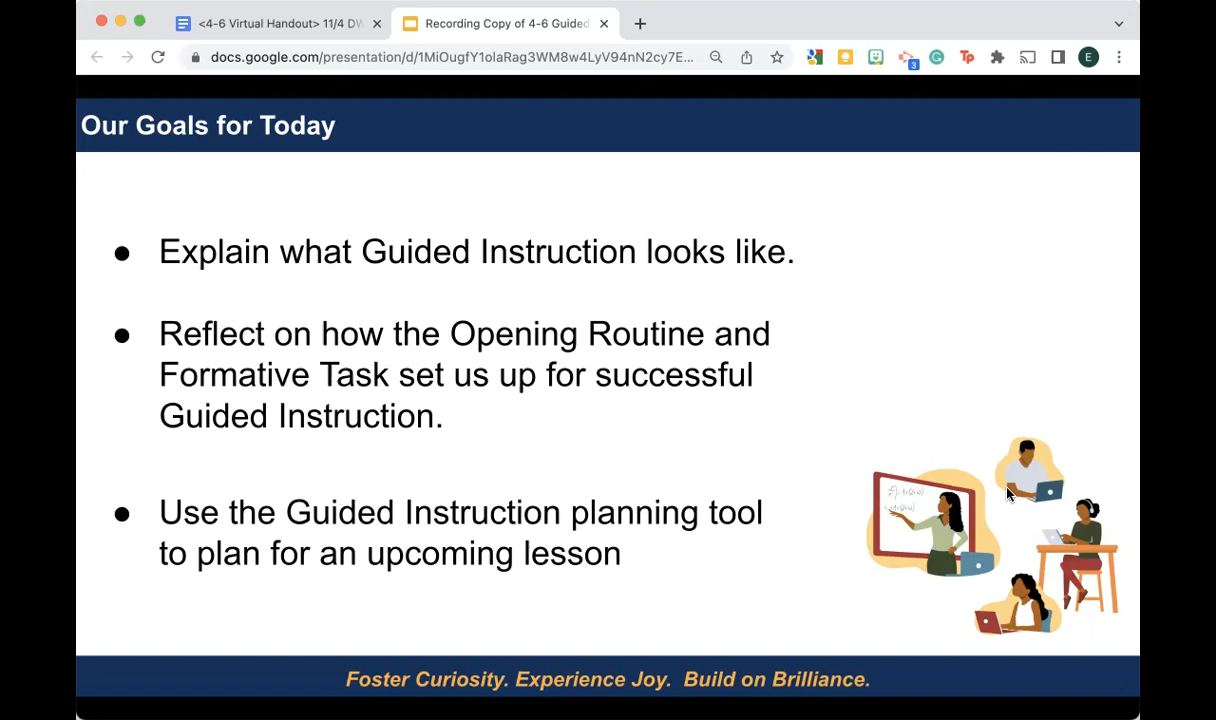 <4-6 Virtual Handout> 11/4 DW
Recording Copy of 4-6 Guided
docs.google.com/presentation/d/1MiOugfY1olaRag3WM8w4LyV94nN2cy7E...
3
Tp
E
Our Goals for Today
● Explain what Guided Instruction looks like.
● Reflect on how the Opening Routine and
Formative Task set us up for successful
Guided Instruction.
● Use the Guided Instruction planning tool
to plan for an upcoming lesson
Foster Curiosity. Experience Joy. Build on Brilliance.